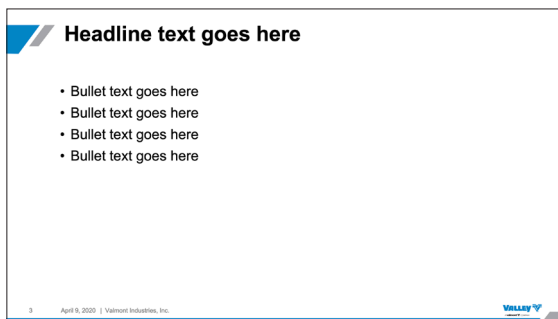 Headline text goes here
• Bullet text goes here
• Bullet text goes here
• Bullet text goes here
• Bullet text goes here
3 April 9, 2020 | Valmont Industries, Inc.
VALLEY